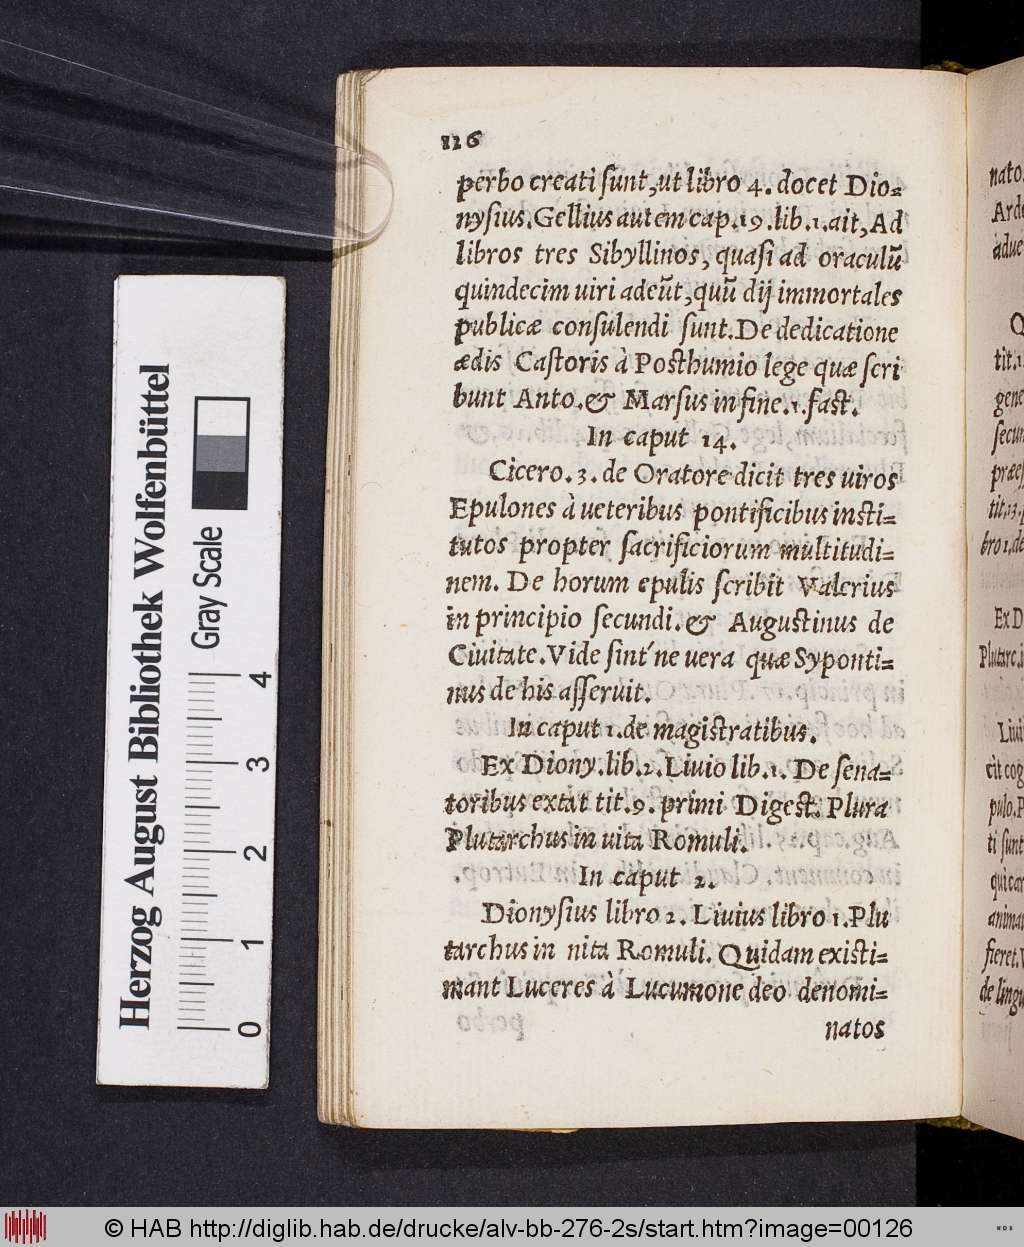 126
perbo creati sunt, ut libro 4. docet Dio-
nysius. Gellius autem cap. 19. lib. 1. ait, Ad
libros tres Sibyllinos, quasi ad oraculũ
quindecim uiri adeũt, quũ dij immortales
publicæ consulendi sunt. De dedicatione
ædis Castoris à Posthumio lege quæ scri
bunt Anto. & Marsus in fine. 1. fast.
In caput 14.
Cicero. 3. de Oratore dicit tres uiros
Epulones à ueteribus pontificibus insti-
tutos propter sacrificiorum multitudi-
nem. De horum epulis scribit Valerius
in principio secundi. & Augustinus de
Ciuitate. Vide sint´ne uera quæ Syponti-
nus de his asseruit.
In caput 1. de magistratibus.
Ex Diony. lib. 2. Liuio lib. 1. De sena-
toribus extat tit. 9. primi Digest. Plura
Plutarchus in uita Romuli.
In caput 2.
Dionysius libro 2. Liuius libro 1. Plu
tarchus in nita Romuli. Quidam existi-
mant Luceres à Lucumone deo denomi-
natos
Herzog August Bibliothek Wolfenbüttel
Gray Scale
0 1 2 3 4
© HAB http://diglib.hab.de/drucke/alv-bb-276-2s/start.htm?image=00126